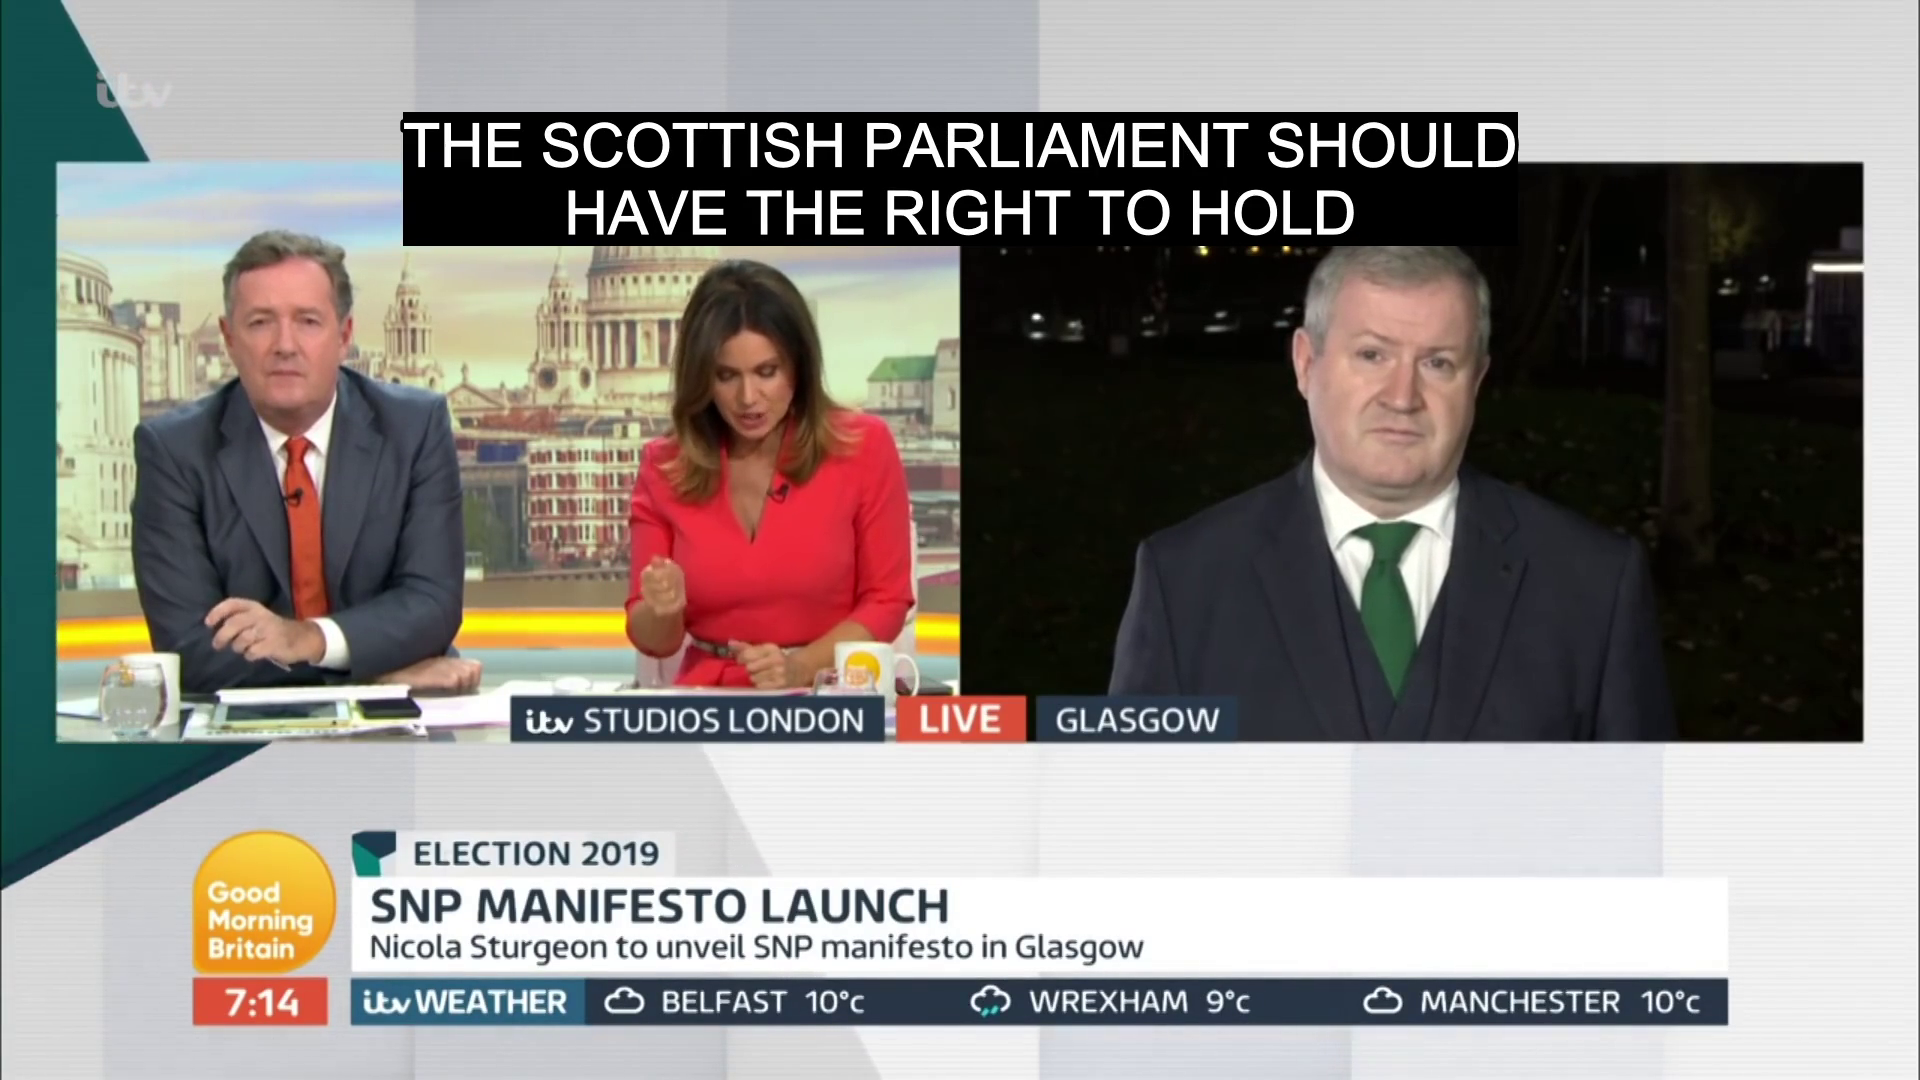 itv
THE SCOTTISH PARLIAMENT SHOULD
HAVE THE RIGHT TO HOLD
itv STUDIOS LONDON LIVE GLASGOW
ELECTION 2019
SNP MANIFESTO LAUNCH
Nicola Sturgeon to unveil SNP manifesto in Glasgow
Good
Morning
Britain
7:14 itv WEATHER BELFAST 10°c WREXHAM 9°c MANCHESTER 10°c